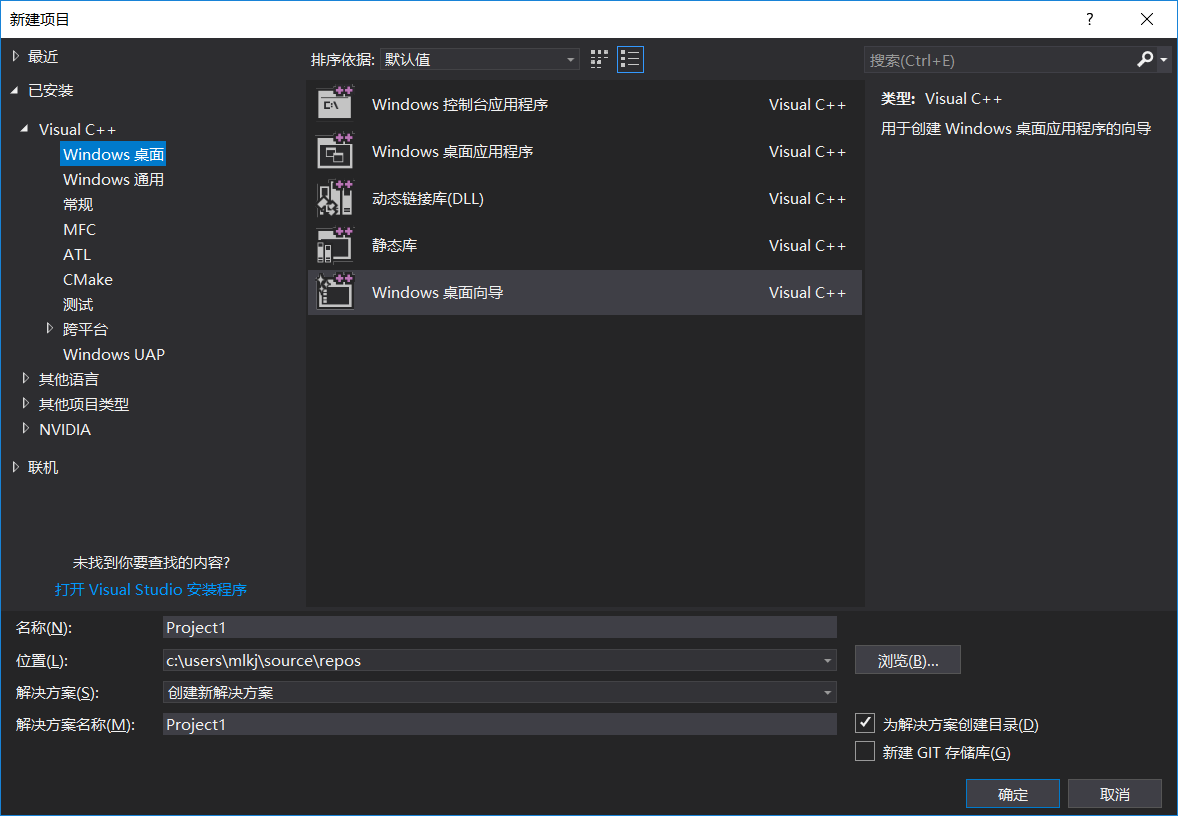 新建项目
?
最近
已安装
Visual C++
Windows 桌面
Windows 通用
常规
MFC
ATL
CMake
测试
跨平台
Windows UAP
其他语言
其他项目类型
NVIDIA
联机
未找到你要查找的内容?
打开 Visual Studio 安装程序
排序依据: 默认值
Windows 控制台应用程序 Visual C++
Windows 桌面应用程序 Visual C++
动态链接库(DLL) Visual C++
静态库 Visual C++
Windows 桌面向导 Visual C++
搜索(Ctrl+E)
类型: Visual C++
用于创建 Windows 桌面应用程序的向导
名称(N): Project1
位置(L): c:\users\mlkj\source\repos 浏览(B)...
解决方案(S): 创建新解决方案
解决方案名称(M): Project1 为解决方案创建目录(D)
新建 GIT 存储库(G)
确定 取消